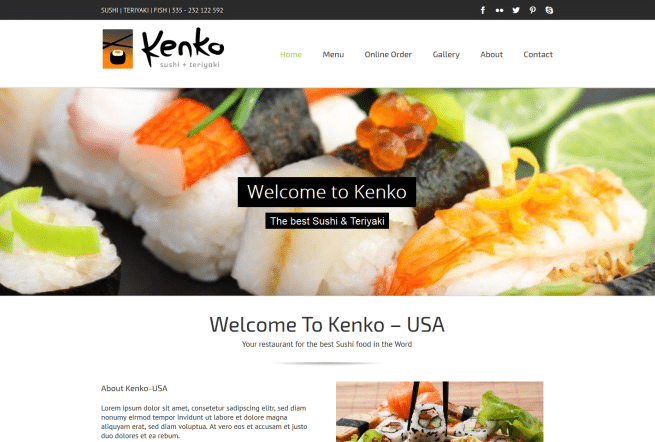 SUSHI | TERIYAKI | FISH | 335 - 232 122 592
Kenko
sushi + teriyaki
Home Menu Online Order Gallery About Contact
Welcome to Kenko
The best Sushi & Teriyaki
Welcome To Kenko – USA
Your restaurant for the best Sushi food in the Word
About Kenko-USA
Lorem ipsum dolor sit amet, consetetur sadipscing elitr, sed diam
nonumy eirmod tempor invidunt ut labore et dolore magna
aliquyam erat, sed diam voluptua. At vero eos et accusam et justo
duo dolores et ea rebum.